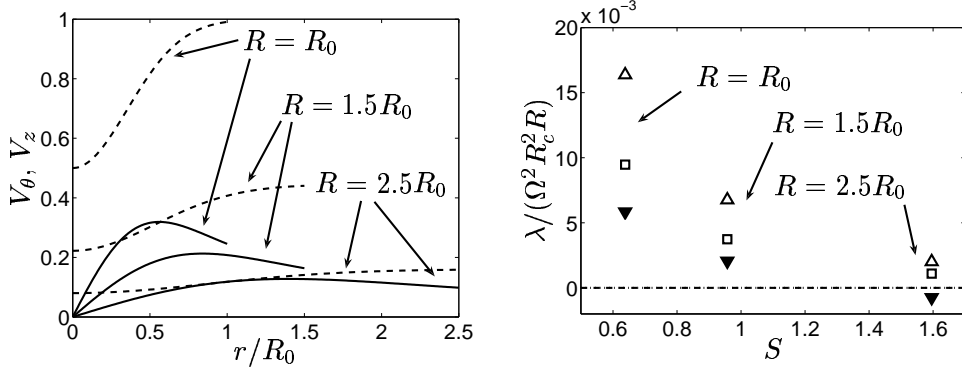 1
0.8
0.6
0.4
0.2
0
V_θ, V_z
R = R_0
R = 1.5R_0
R = 2.5R_0
0 0.5 1 1.5 2 2.5
r/R_0
20 x 10^-3
15
10
5
0
λ/(Ω^2 R_c^2 R)
R = R_0
R = 1.5R_0
R = 2.5R_0
0.6 0.8 1 1.2 1.4 1.6
S